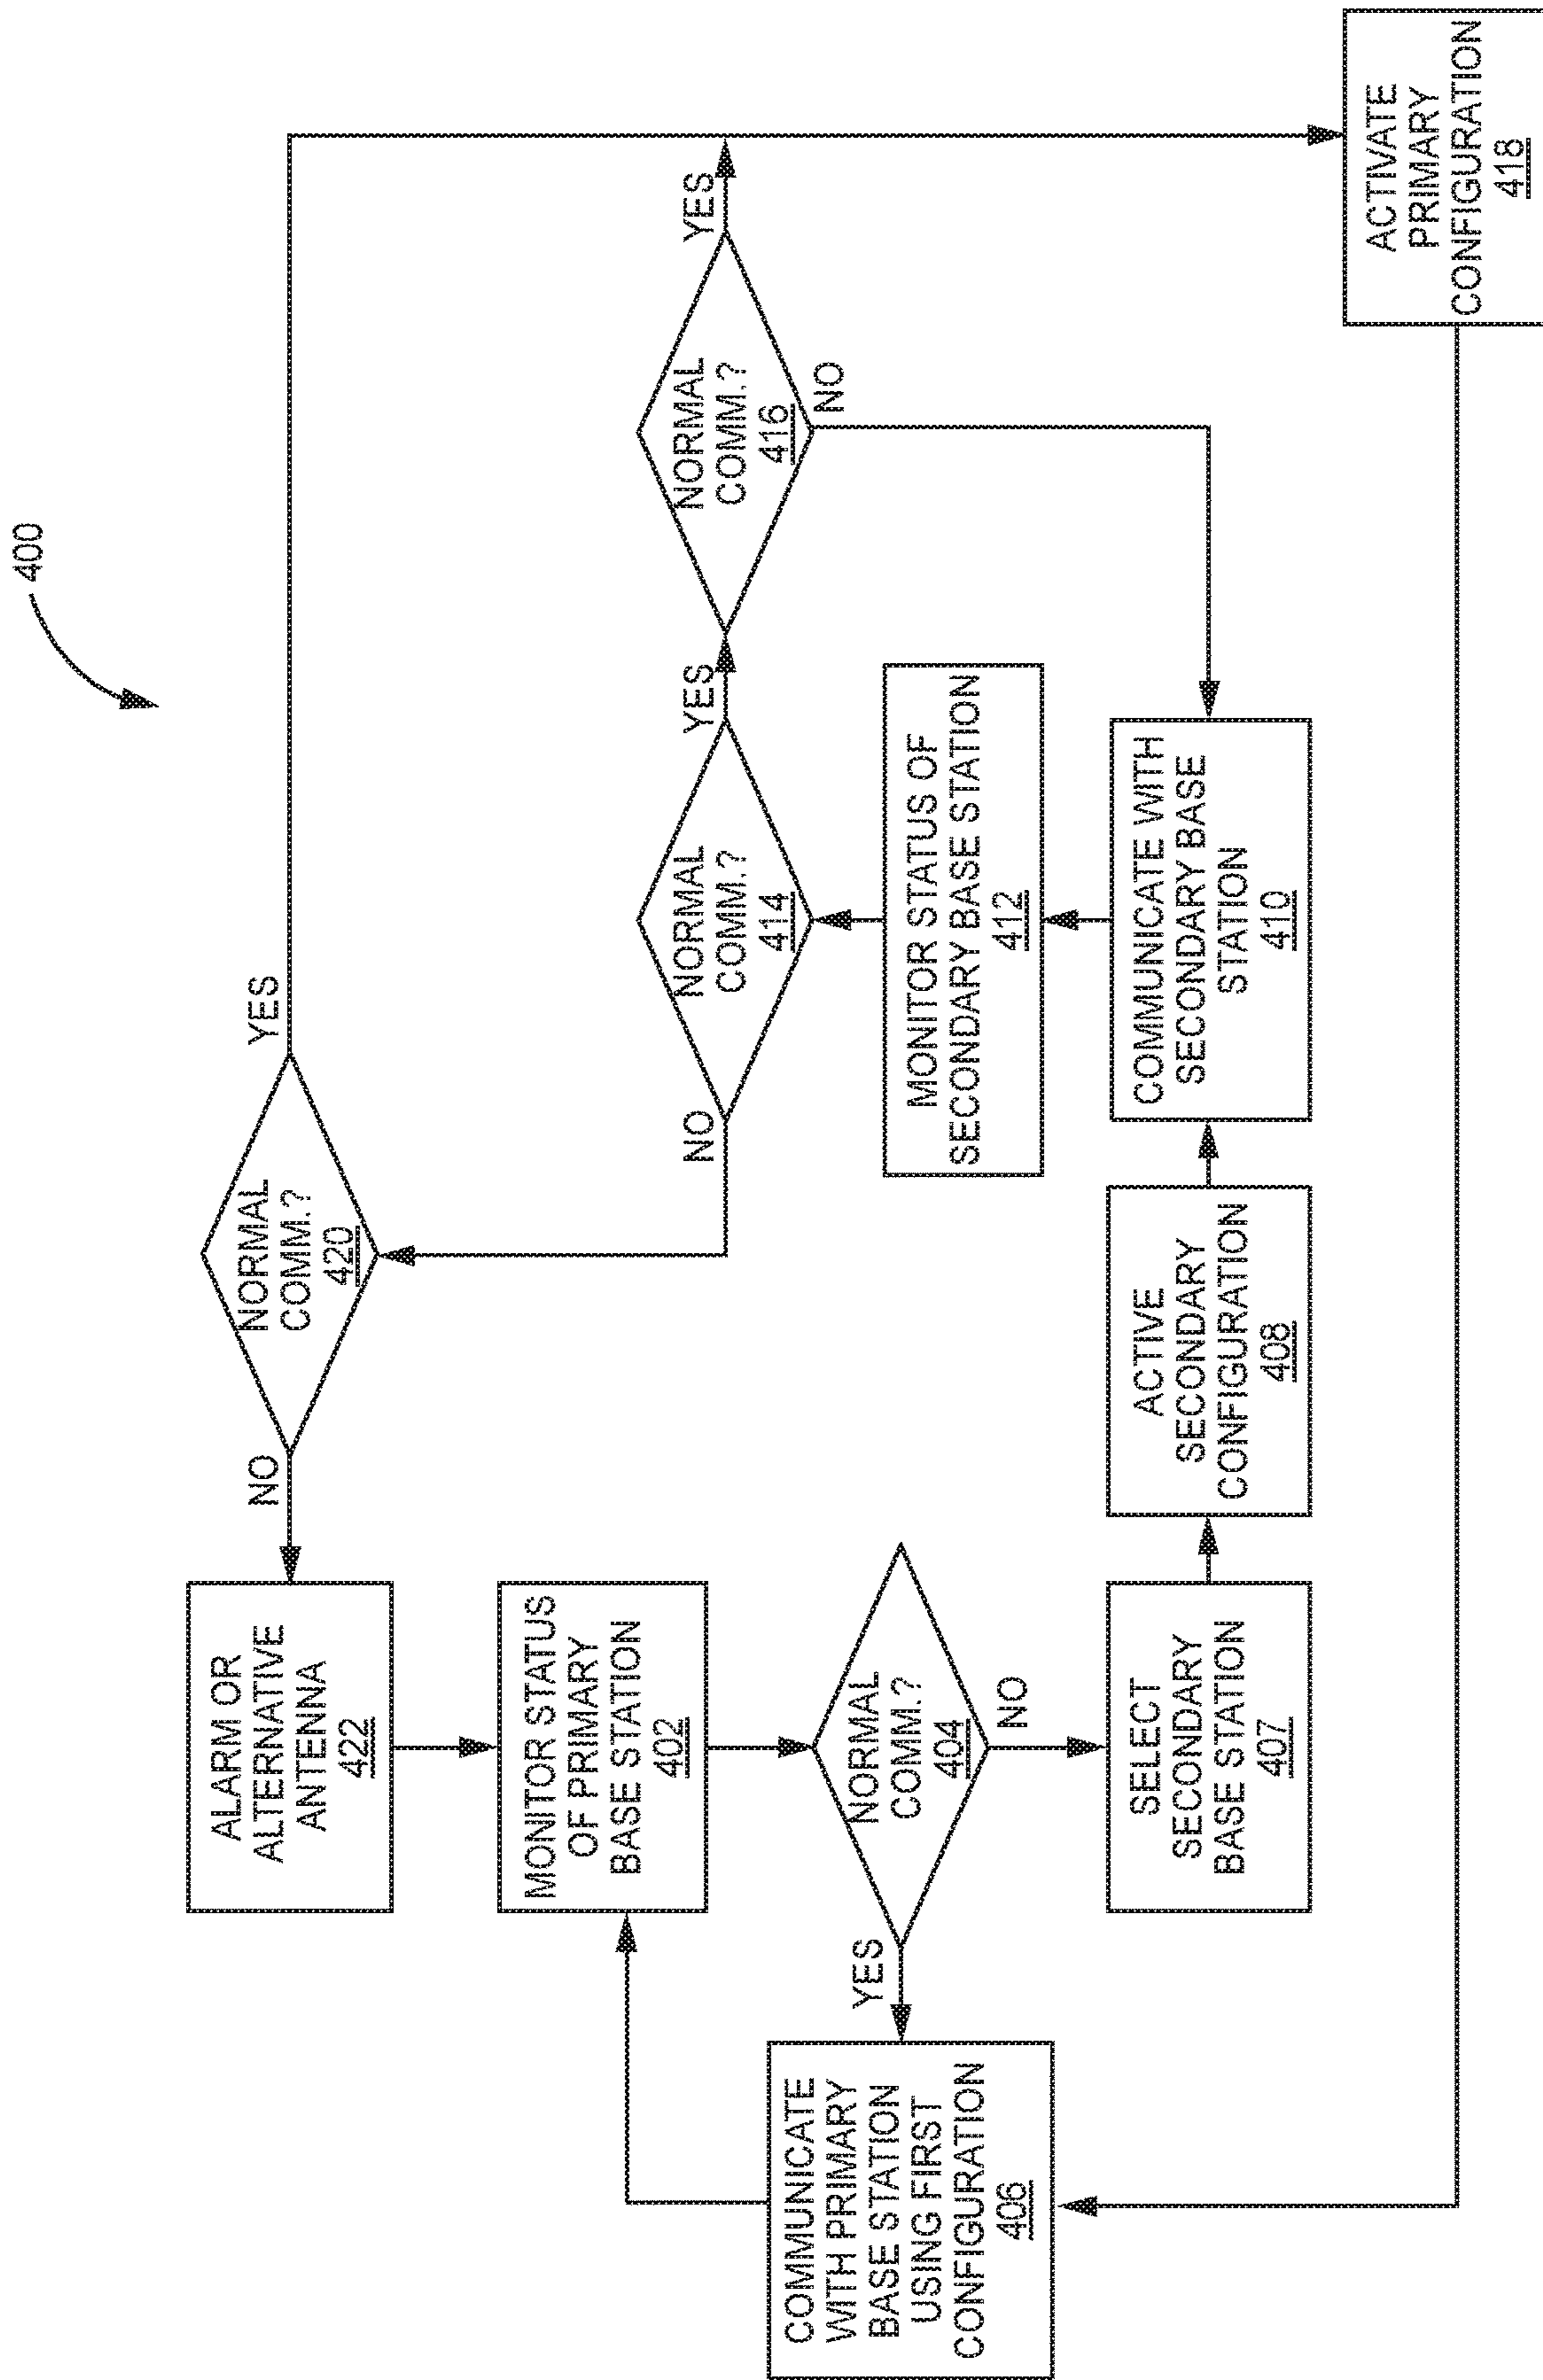 400
ALARM OR
ALTERNATIVE
ANTENNA
422
NO
NORMAL
COMM.?
420
YES
MONITOR STATUS
OF PRIMARY
BASE STATION
402
NORMAL
COMM.?
404
YES
NO
COMMUNICATE
WITH PRIMARY
BASE STATION
USING FIRST
CONFIGURATION
406
SELECT
SECONDARY
BASE STATION
407
ACTIVE
SECONDARY
CONFIGURATION
408
COMMUNICATE WITH
SECONDARY BASE
STATION
410
MONITOR STATUS OF
SECONDARY BASE STATION
412
NORMAL
COMM.?
414
NO
YES
NORMAL
COMM.?
416
YES
NO
ACTIVATE
PRIMARY
CONFIGURATION
418